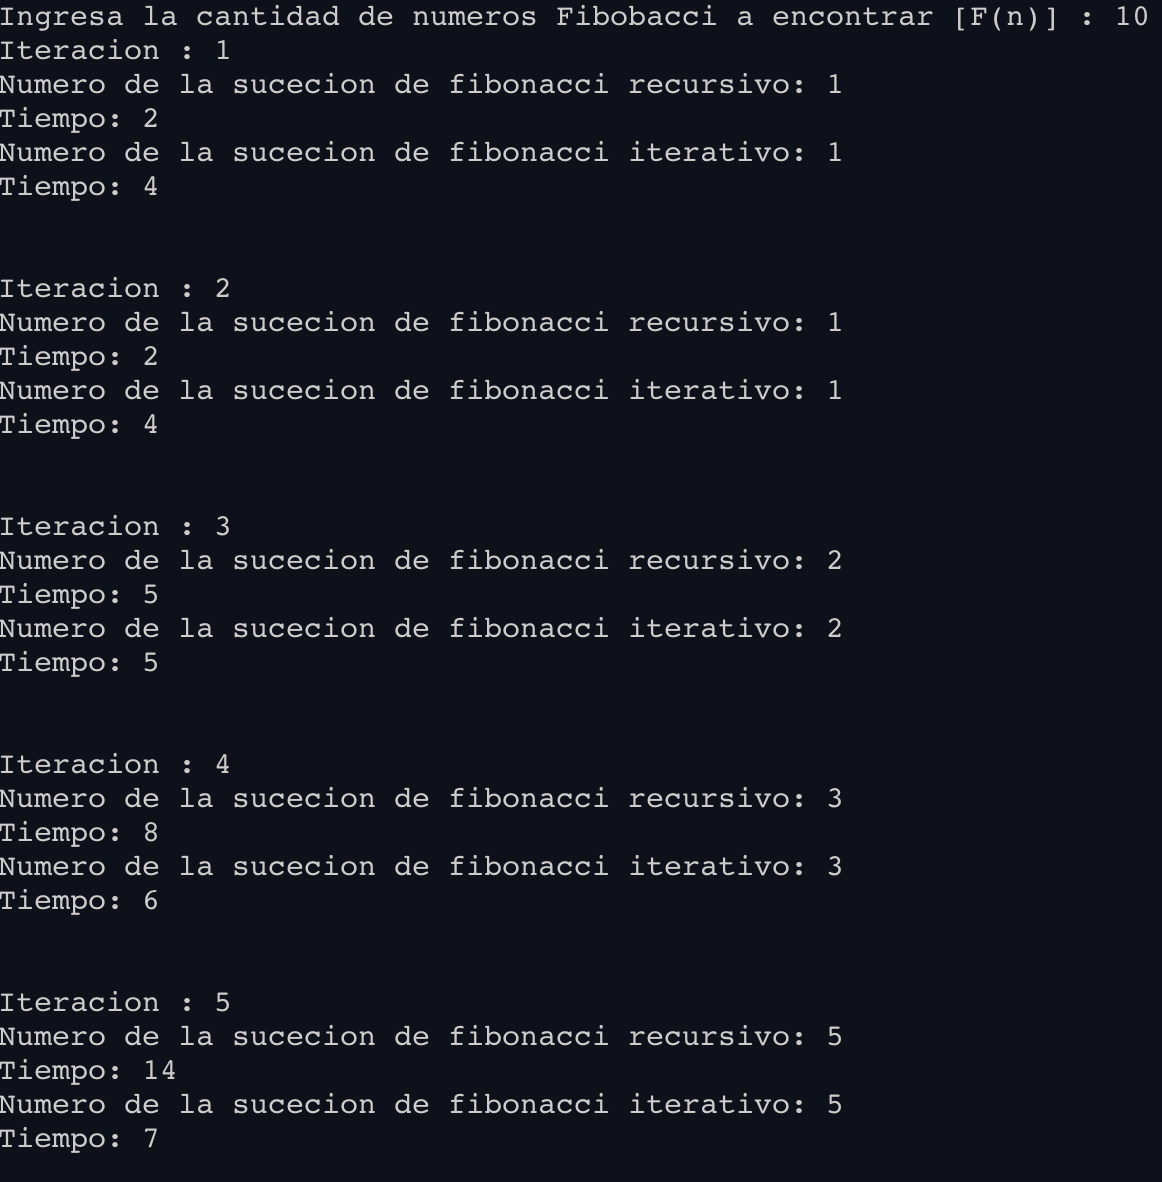 Ingresa la cantidad de numeros Fibobacci a encontrar [F(n)] : 10
Iteracion : 1
Numero de la sucecion de fibonacci recursivo: 1
Tiempo: 2
Numero de la sucecion de fibonacci iterativo: 1
Tiempo: 4
Iteracion : 2
Numero de la sucecion de fibonacci recursivo: 1
Tiempo: 2
Numero de la sucecion de fibonacci iterativo: 1
Tiempo: 4
Iteracion : 3
Numero de la sucecion de fibonacci recursivo: 2
Tiempo: 5
Numero de la sucecion de fibonacci iterativo: 2
Tiempo: 5
Iteracion : 4
Numero de la sucecion de fibonacci recursivo: 3
Tiempo: 8
Numero de la sucecion de fibonacci iterativo: 3
Tiempo: 6
Iteracion : 5
Numero de la sucecion de fibonacci recursivo: 5
Tiempo: 14
Numero de la sucecion de fibonacci iterativo: 5
Tiempo: 7